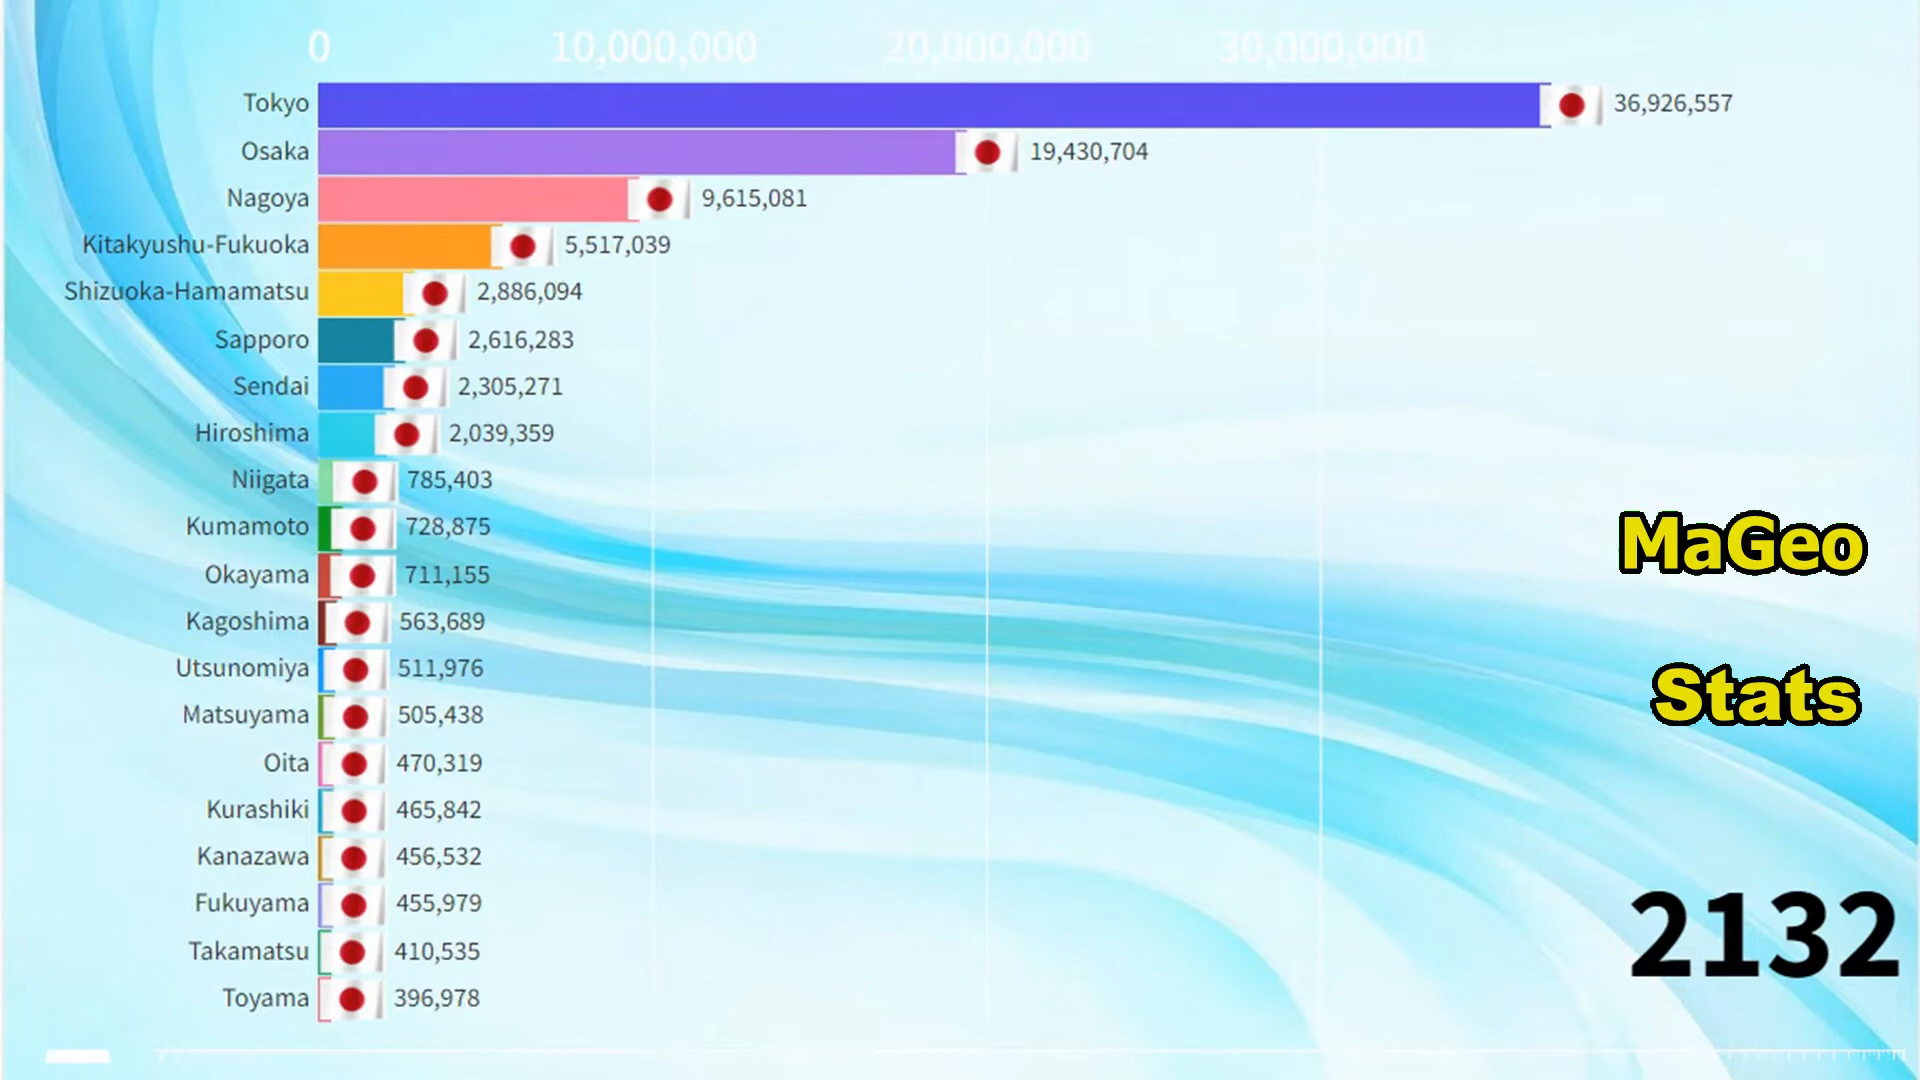 0 10,000,000 20,000,000 30,000,000
Tokyo 36,926,557
Osaka 19,430,704
Nagoya 9,615,081
Kitakyushu-Fukuoka 5,517,039
Shizuoka-Hamamatsu 2,886,094
Sapporo 2,616,283
Sendai 2,305,271
Hiroshima 2,039,359
Niigata 785,403
Kumamoto 728,875
Okayama 711,155
Kagoshima 563,689
Utsunomiya 511,976
Matsuyama 505,438
Oita 470,319
Kurashiki 465,842
Kanazawa 456,532
Fukuyama 455,979
Takamatsu 410,535
Toyama 396,978
MaGeo
Stats
2132